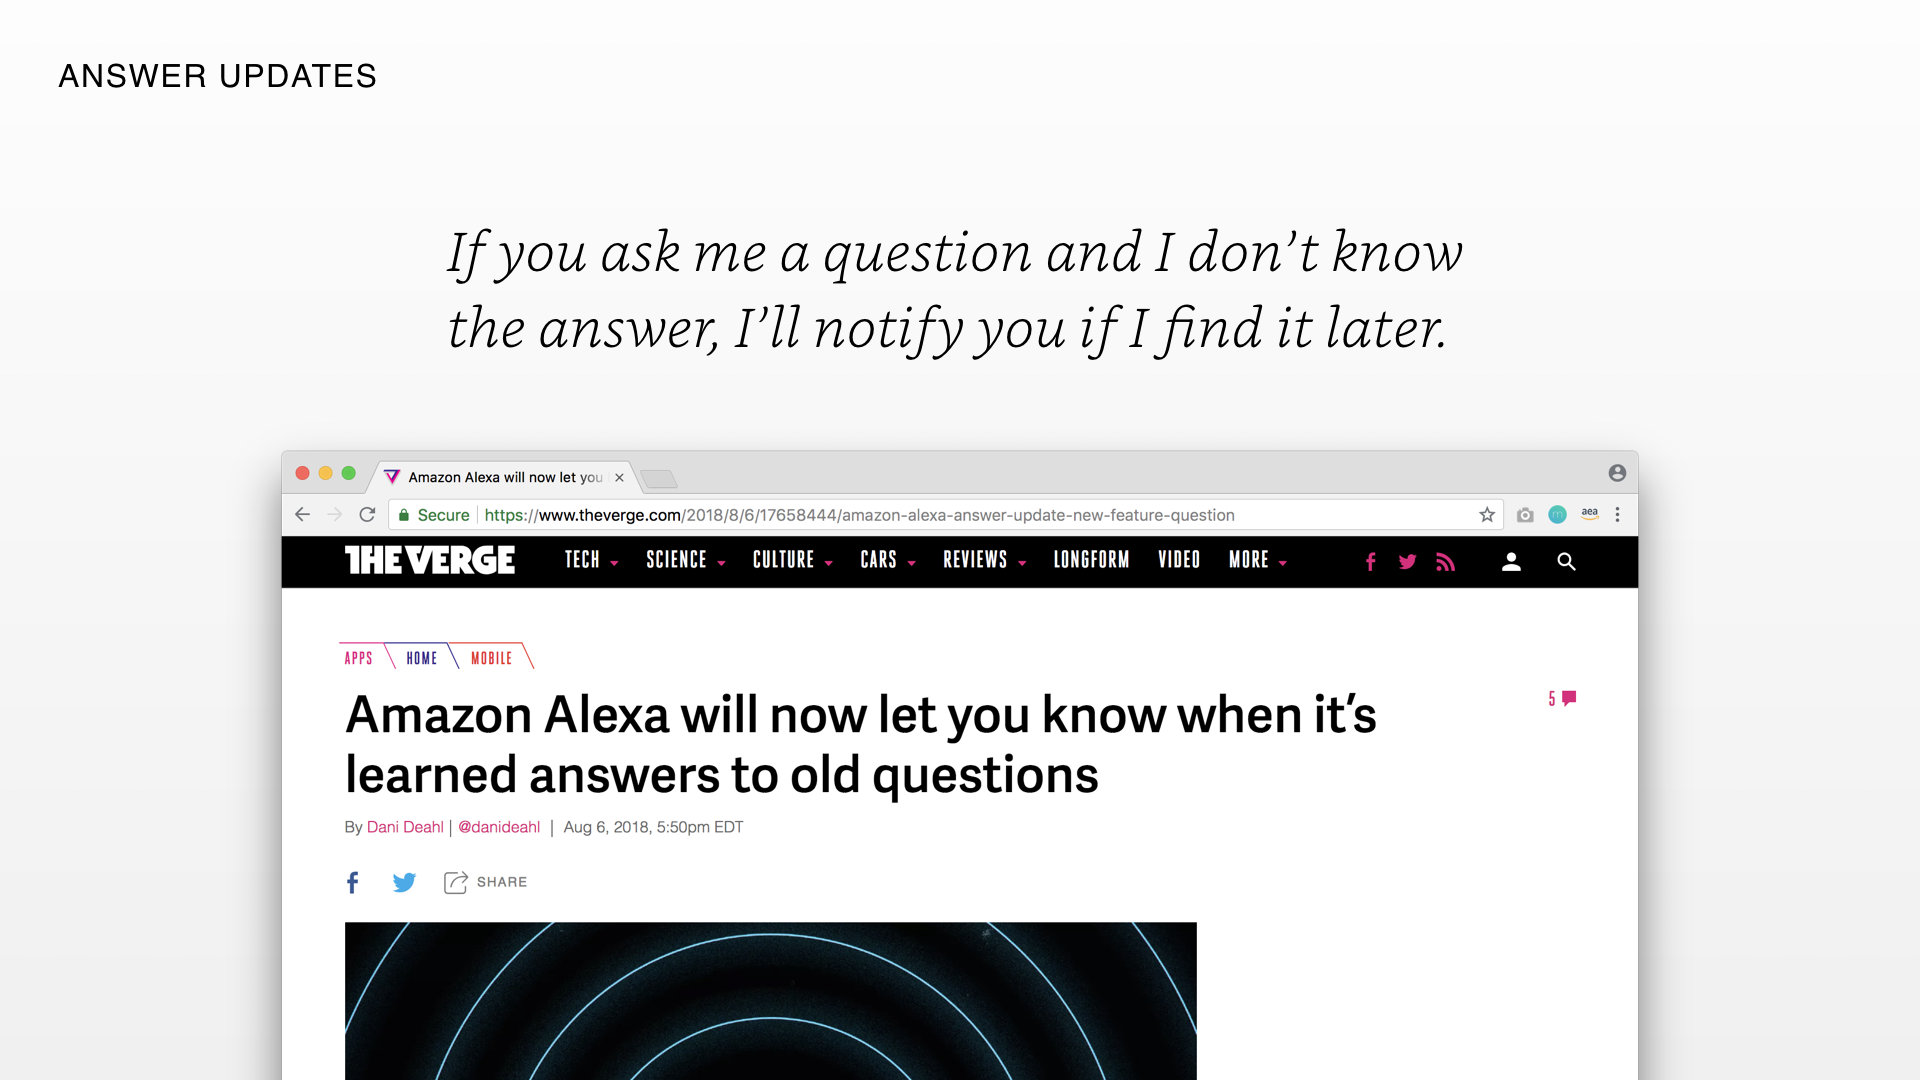 ANSWER UPDATES
If you ask me a question and I don’t know
the answer, I’ll notify you if I find it later.
Amazon Alexa will now let you
Secure https://www.theverge.com/2018/8/6/17658444/amazon-alexa-answer-update-new-feature-question
m aea
THE VERGE TECH SCIENCE CULTURE CARS REVIEWS LONGFORM VIDEO MORE
APPS HOME MOBILE
Amazon Alexa will now let you know when it’s
learned answers to old questions
5
By Dani Deahl | @danideahl | Aug 6, 2018, 5:50pm EDT
SHARE